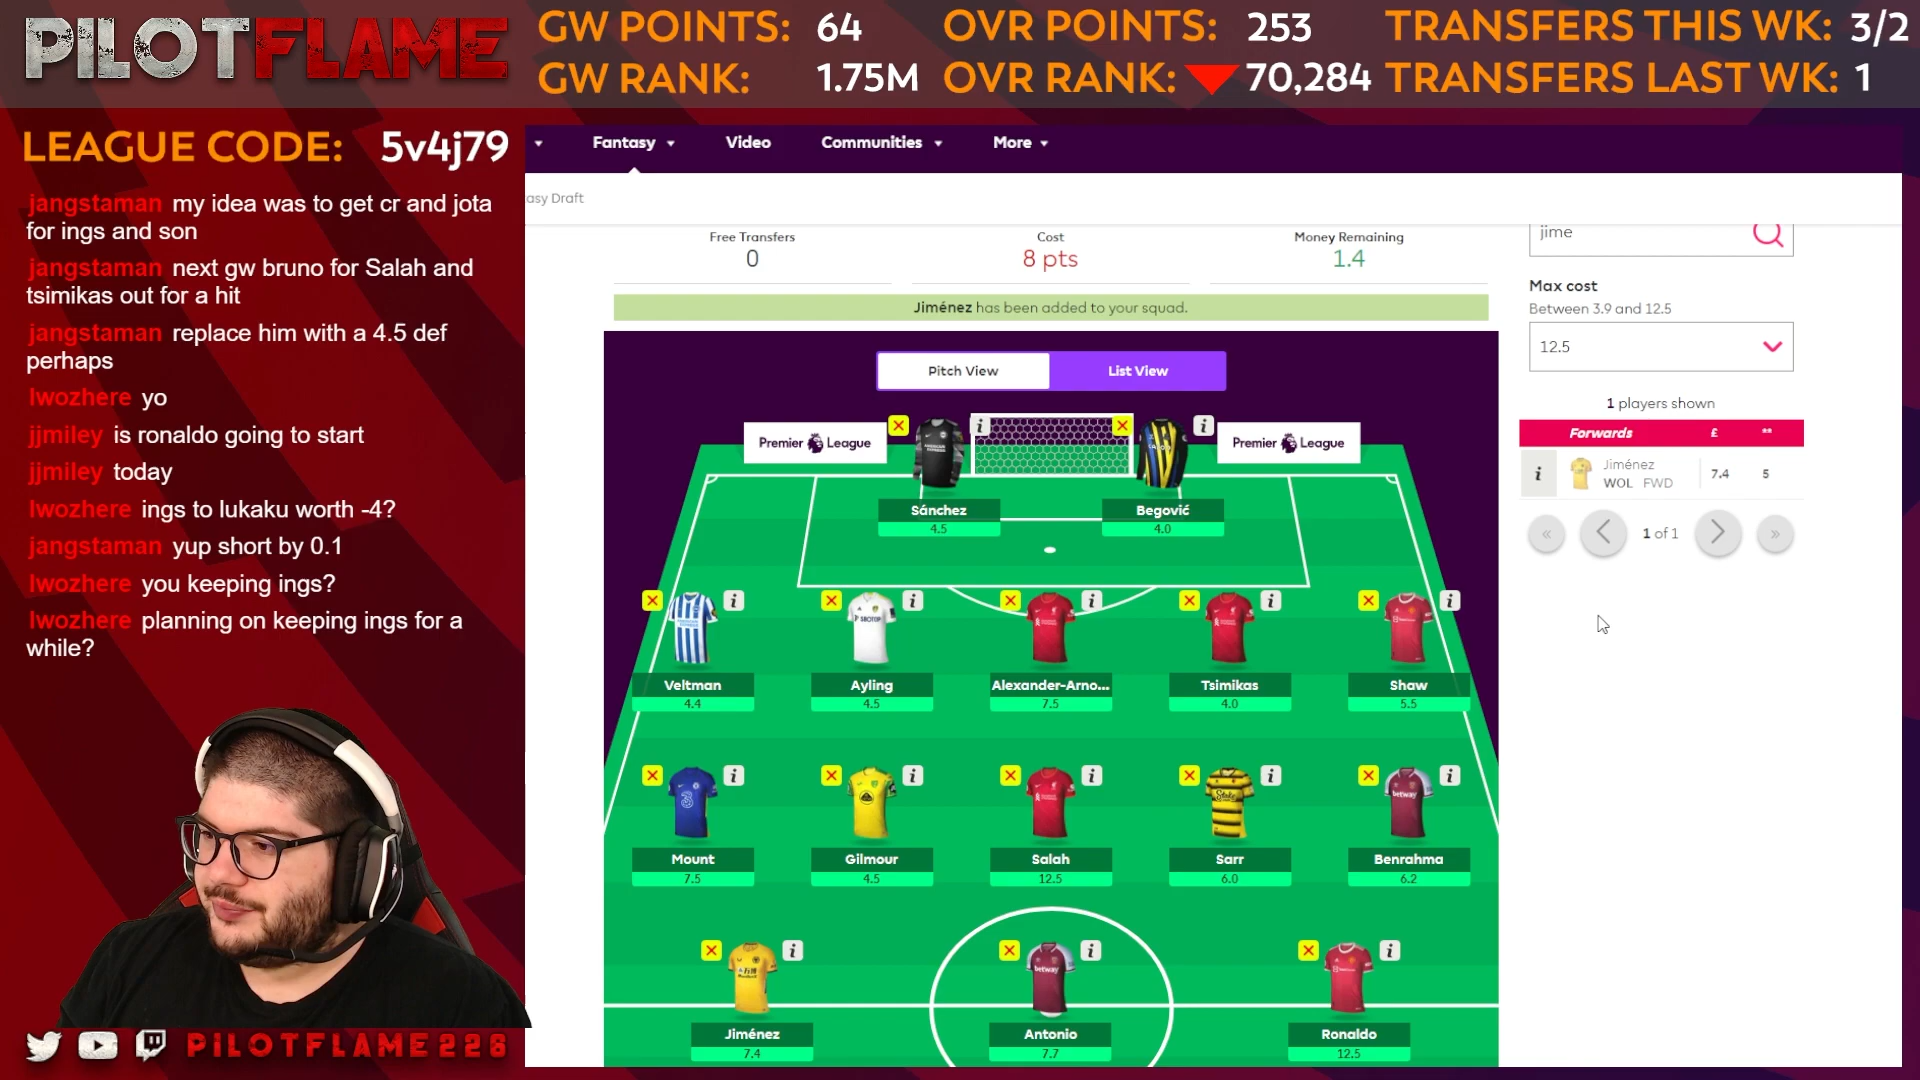 PILOTFLAME
GW POINTS: 64
OVR POINTS: 253
TRANSFERS THIS WK: 3/2
GW RANK: 1.75M
OVR RANK: 70,284
TRANSFERS LAST WK: 1
LEAGUE CODE: 5v4j79
jangstaman my idea was to get cr and jota
for ings and son
jangstaman next gw bruno for Salah and
tsimikas out for a hit
jangstaman replace him with a 4.5 def
perhaps
lwozhere yo
jjmiley is ronaldo going to start
jjmiley today
lwozhere ings to lukaku worth -4?
jangstaman yup short by 0.1
lwozhere you keeping ings?
lwozhere planning on keeping ings for a
while?
PILOTFLAME226
Fantasy Video Communities More
asy Draft
Free Transfers
0
Cost
8 pts
Money Remaining
1.4
Jiménez has been added to your squad.
Pitch View List View
Premier League
Premier League
Sánchez
4.5
Begović
4.0
Veltman
4.4
Ayling
4.5
Alexander-Arno...
7.5
Tsimikas
4.0
Shaw
5.5
Mount
7.5
Gilmour
4.5
Salah
12.5
Sarr
6.0
Benrahma
6.2
Jiménez
7.4
Antonio
7.7
Ronaldo
12.5
jime
Max cost
Between 3.9 and 12.5
12.5
1 players shown
Forwards £ **
Jiménez
WOL FWD
7.4 5
« 1 of 1 »